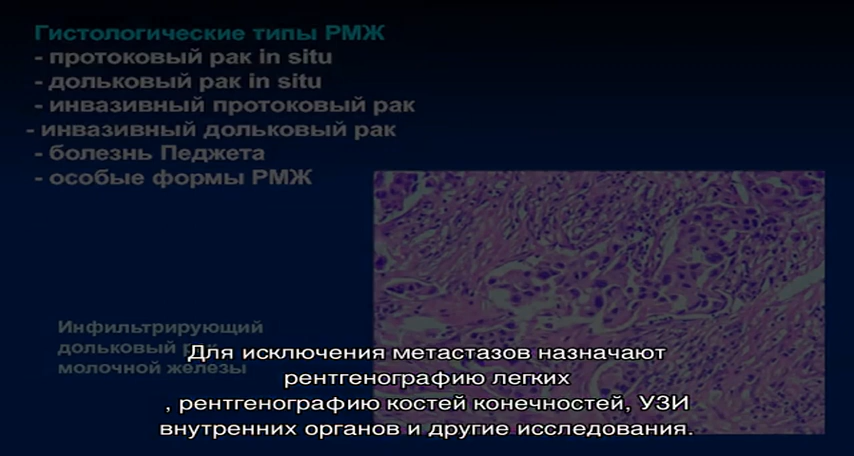 Гистологические типы РМЖ
- протоковый рак in situ
- дольковый рак in situ
- инвазивный протоковый рак
- инвазивный дольковый рак
- болезнь Педжета
- особые формы РМЖ
Инфильтрирующий
дольковый рак
молочной железы
Для исключения метастазов назначают
рентгенографию легких
, рентгенографию костей конечностей, УЗИ
внутренних органов и другие исследования.